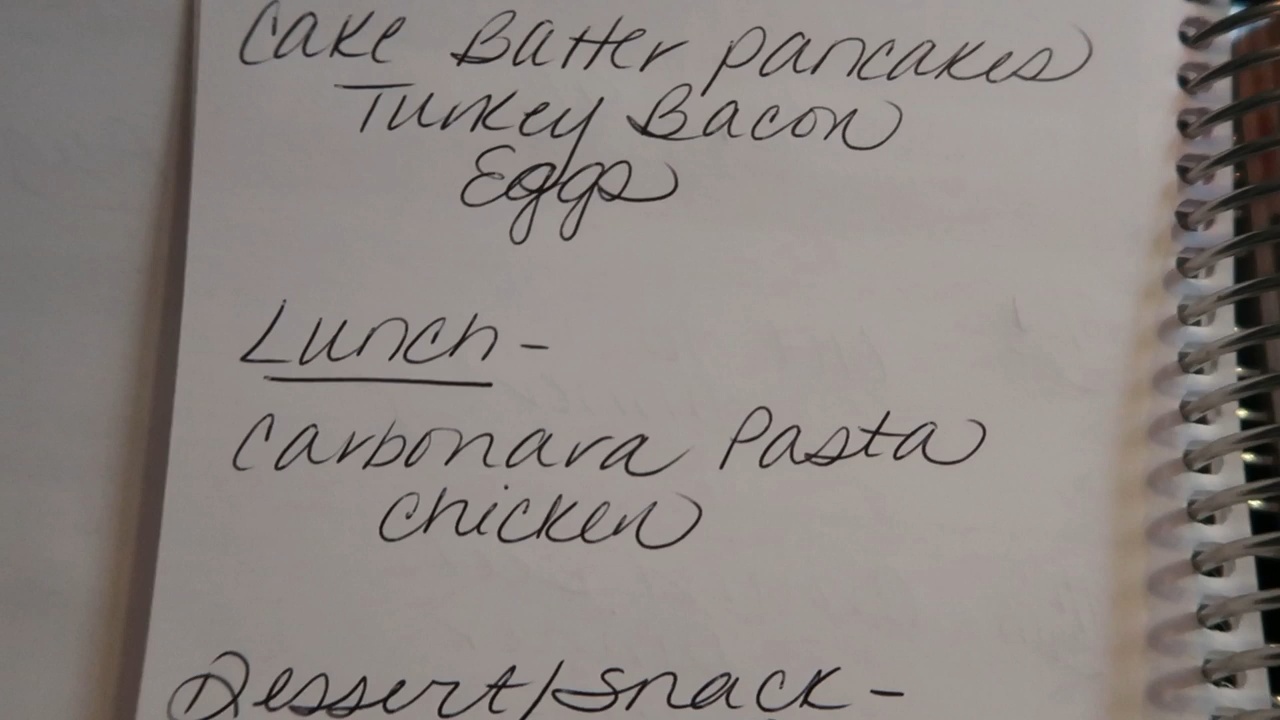 Cake Batter pancakes
Turkey Bacon
Eggs
Lunch -
Carbonara Pasta
chicken
Dessert/Snack -